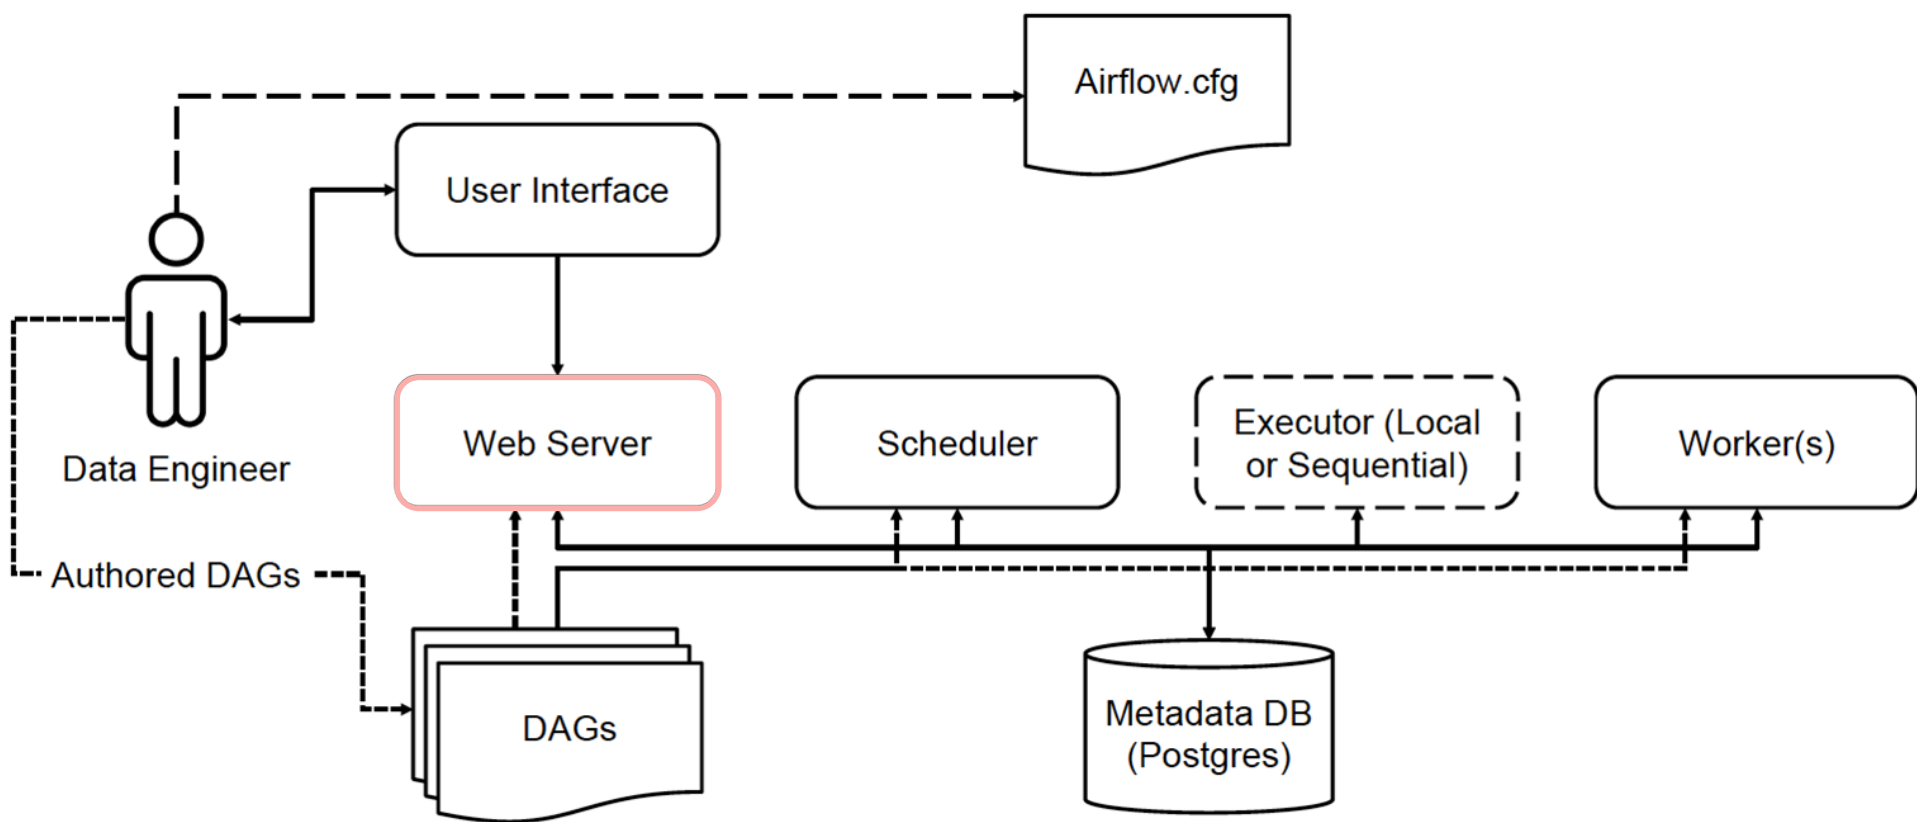 Airflow.cfg
User Interface
Data Engineer
Web Server
Scheduler
Executor (Local
or Sequential)
Worker(s)
Authored DAGs
DAGs
Metadata DB
(Postgres)